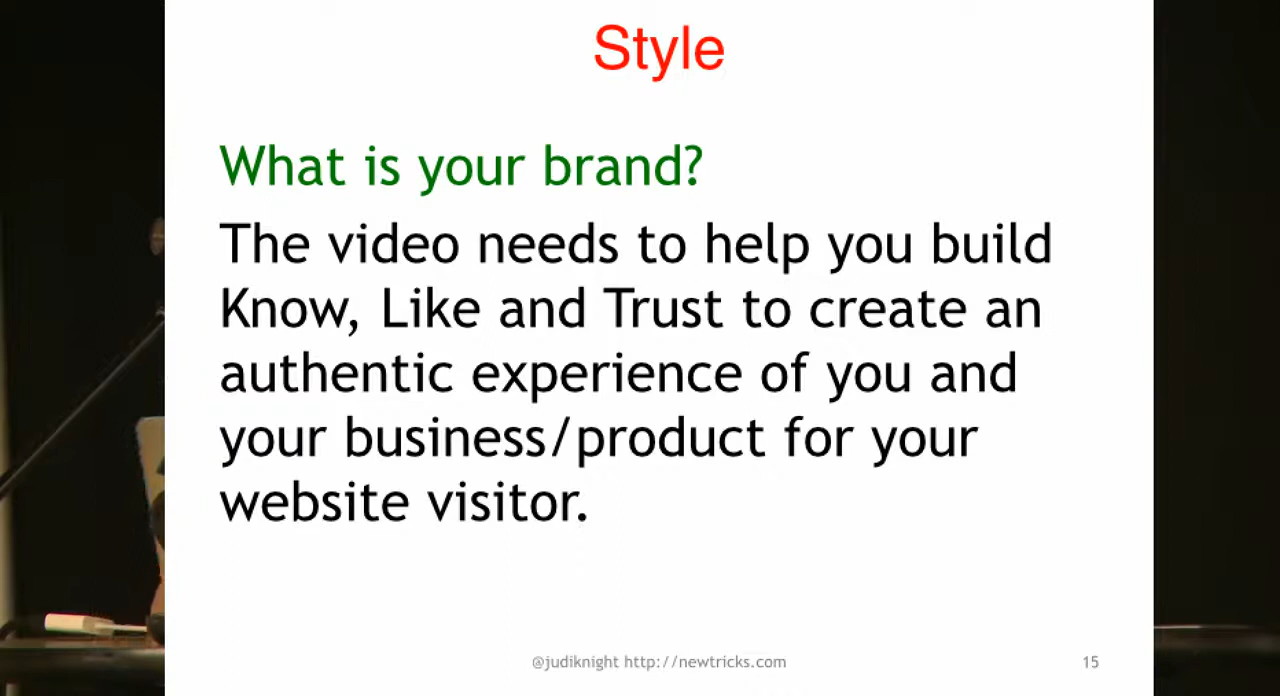 Style
What is your brand?
The video needs to help you build
Know, Like and Trust to create an
authentic experience of you and
your business/product for your
website visitor.
@judiknight http://newtricks.com
15